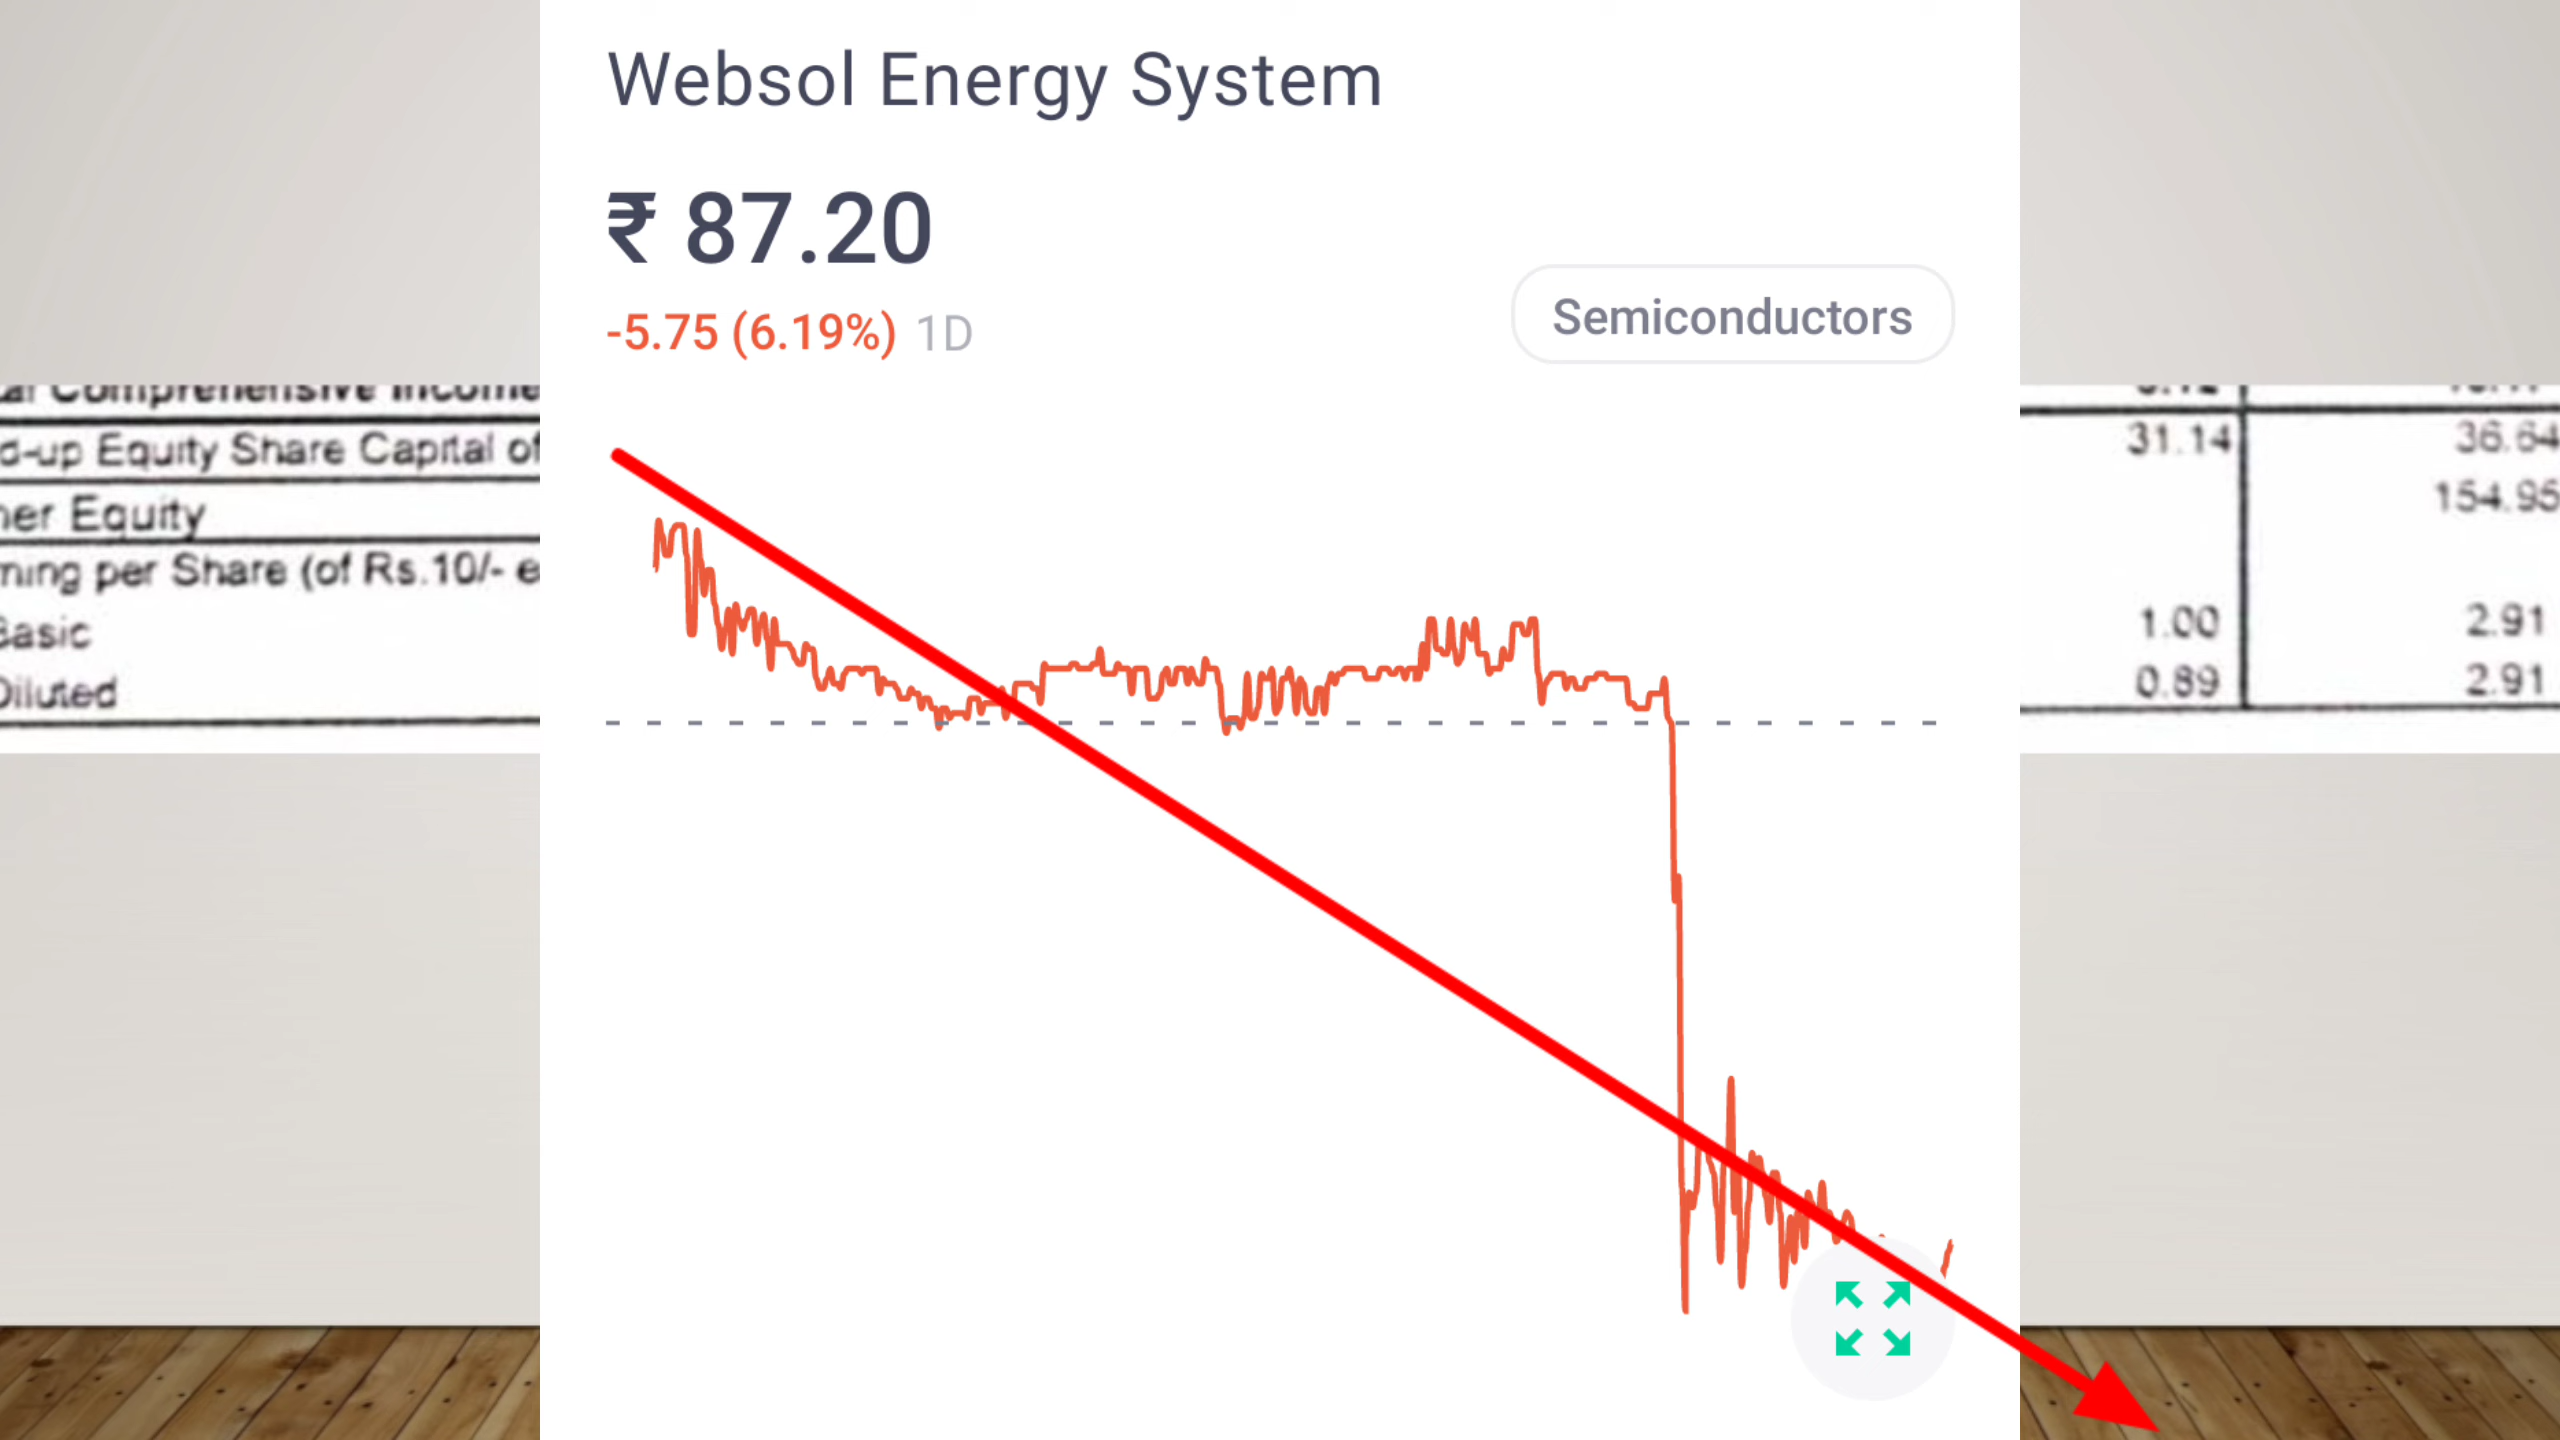 Websol Energy System
₹ 87.20
-5.75 (6.19%) 1D
Semiconductors
Comprehensive Income
d-up Equity Share Capital of
31.14 36.64
ner Equity
154.95
ning per Share (of Rs.10/- e
Basic
1.00 2.91
Diluted
0.89 2.91